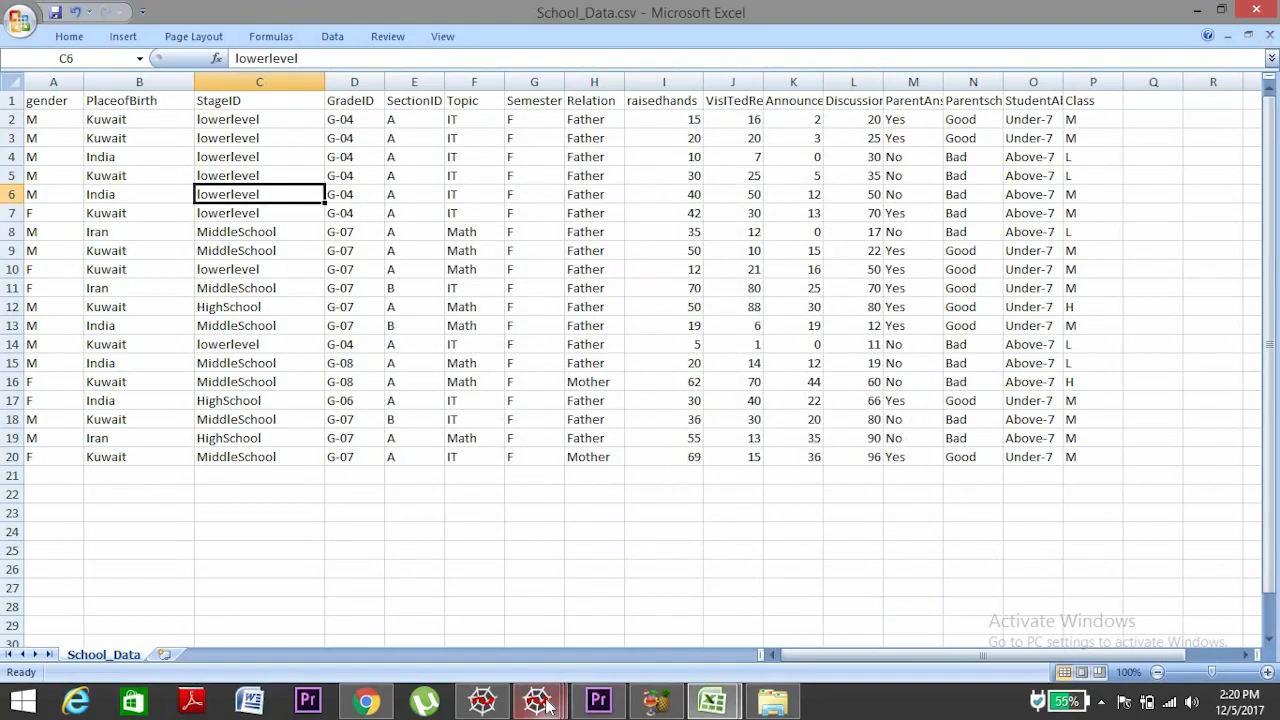 School_Data.csv - Microsoft Excel
Home Insert Page Layout Formulas Data Review View
C6 fx lowerlevel
A B C D E F G H I J K L M N O P Q R
1 gender PlaceofBirth StageID GradeID SectionID Topic Semester Relation raisedhands VisITedRe Announce Discussion ParentAns Parentsch StudentAl Class
2 M Kuwait lowerlevel G-04 A IT F Father 15 16 2 20 Yes Good Under-7 M
3 M Kuwait lowerlevel G-04 A IT F Father 20 20 3 25 Yes Good Under-7 M
4 M India lowerlevel G-04 A IT F Father 10 7 0 30 No Bad Above-7 L
5 M Kuwait lowerlevel G-04 A IT F Father 30 25 5 35 No Bad Above-7 L
6 M India lowerlevel G-04 A IT F Father 40 50 12 50 No Bad Above-7 M
7 F Kuwait lowerlevel G-04 A IT F Father 42 30 13 70 Yes Bad Above-7 M
8 M Iran MiddleSchool G-07 A Math F Father 35 12 0 17 No Bad Above-7 L
9 M Kuwait MiddleSchool G-07 A Math F Father 50 10 15 22 Yes Good Under-7 M
10 F Kuwait lowerlevel G-07 A Math F Father 12 21 16 50 Yes Good Under-7 M
11 F Iran MiddleSchool G-07 B IT F Father 70 80 25 70 Yes Good Under-7 M
12 M Kuwait HighSchool G-07 A Math F Father 50 88 30 80 Yes Good Under-7 H
13 M India MiddleSchool G-07 B Math F Father 19 6 19 12 Yes Good Under-7 M
14 M Kuwait lowerlevel G-07 A IT F Father 5 1 0 11 No Bad Above-7 L
15 M India MiddleSchool G-08 A Math F Father 20 14 12 19 No Bad Above-7 L
16 F Kuwait MiddleSchool G-08 A Math F Mother 62 70 44 60 No Bad Above-7 H
17 F India HighSchool G-06 A IT F Father 30 40 22 66 Yes Good Above-7 M
18 M Kuwait MiddleSchool G-07 B IT F Father 36 30 20 80 No Bad Above-7 M
19 M Iran HighSchool G-07 A Math F Father 55 13 35 90 No Bad Above-7 M
20 F Kuwait MiddleSchool G-07 A IT F Mother 69 15 36 96 Yes Good Under-7 M
21
22
23
24
25
26
27
28
29
30
Activate Windows
Go to PC settings to activate Windows.
School_Data
Ready 100%
Pr Pr 55% 2:20 PM
12/5/2017